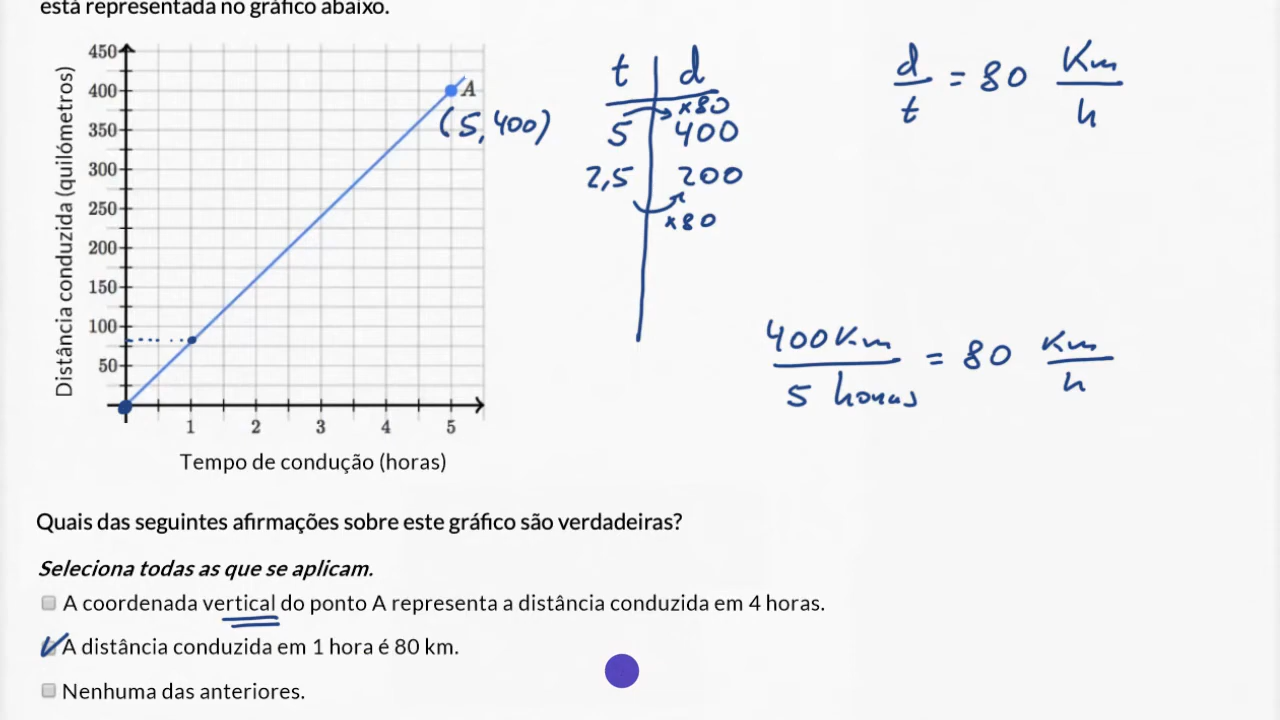 está representada no gráfico abaixo.
450
400
350
300
250
200
150
100
50
1 2 3 4 5
Distância conduzida (quilómetros)
Tempo de condução (horas)
A
(5,400)
t d
×80
5 400
2,5 200
×80
d/t = 80 Km/h
400 Km / 5 horas = 80 Km/h
Quais das seguintes afirmações sobre este gráfico são verdadeiras?
Seleciona todas as que se aplicam.
A coordenada vertical do ponto A representa a distância conduzida em 4 horas.
A distância conduzida em 1 hora é 80 km.
Nenhuma das anteriores.